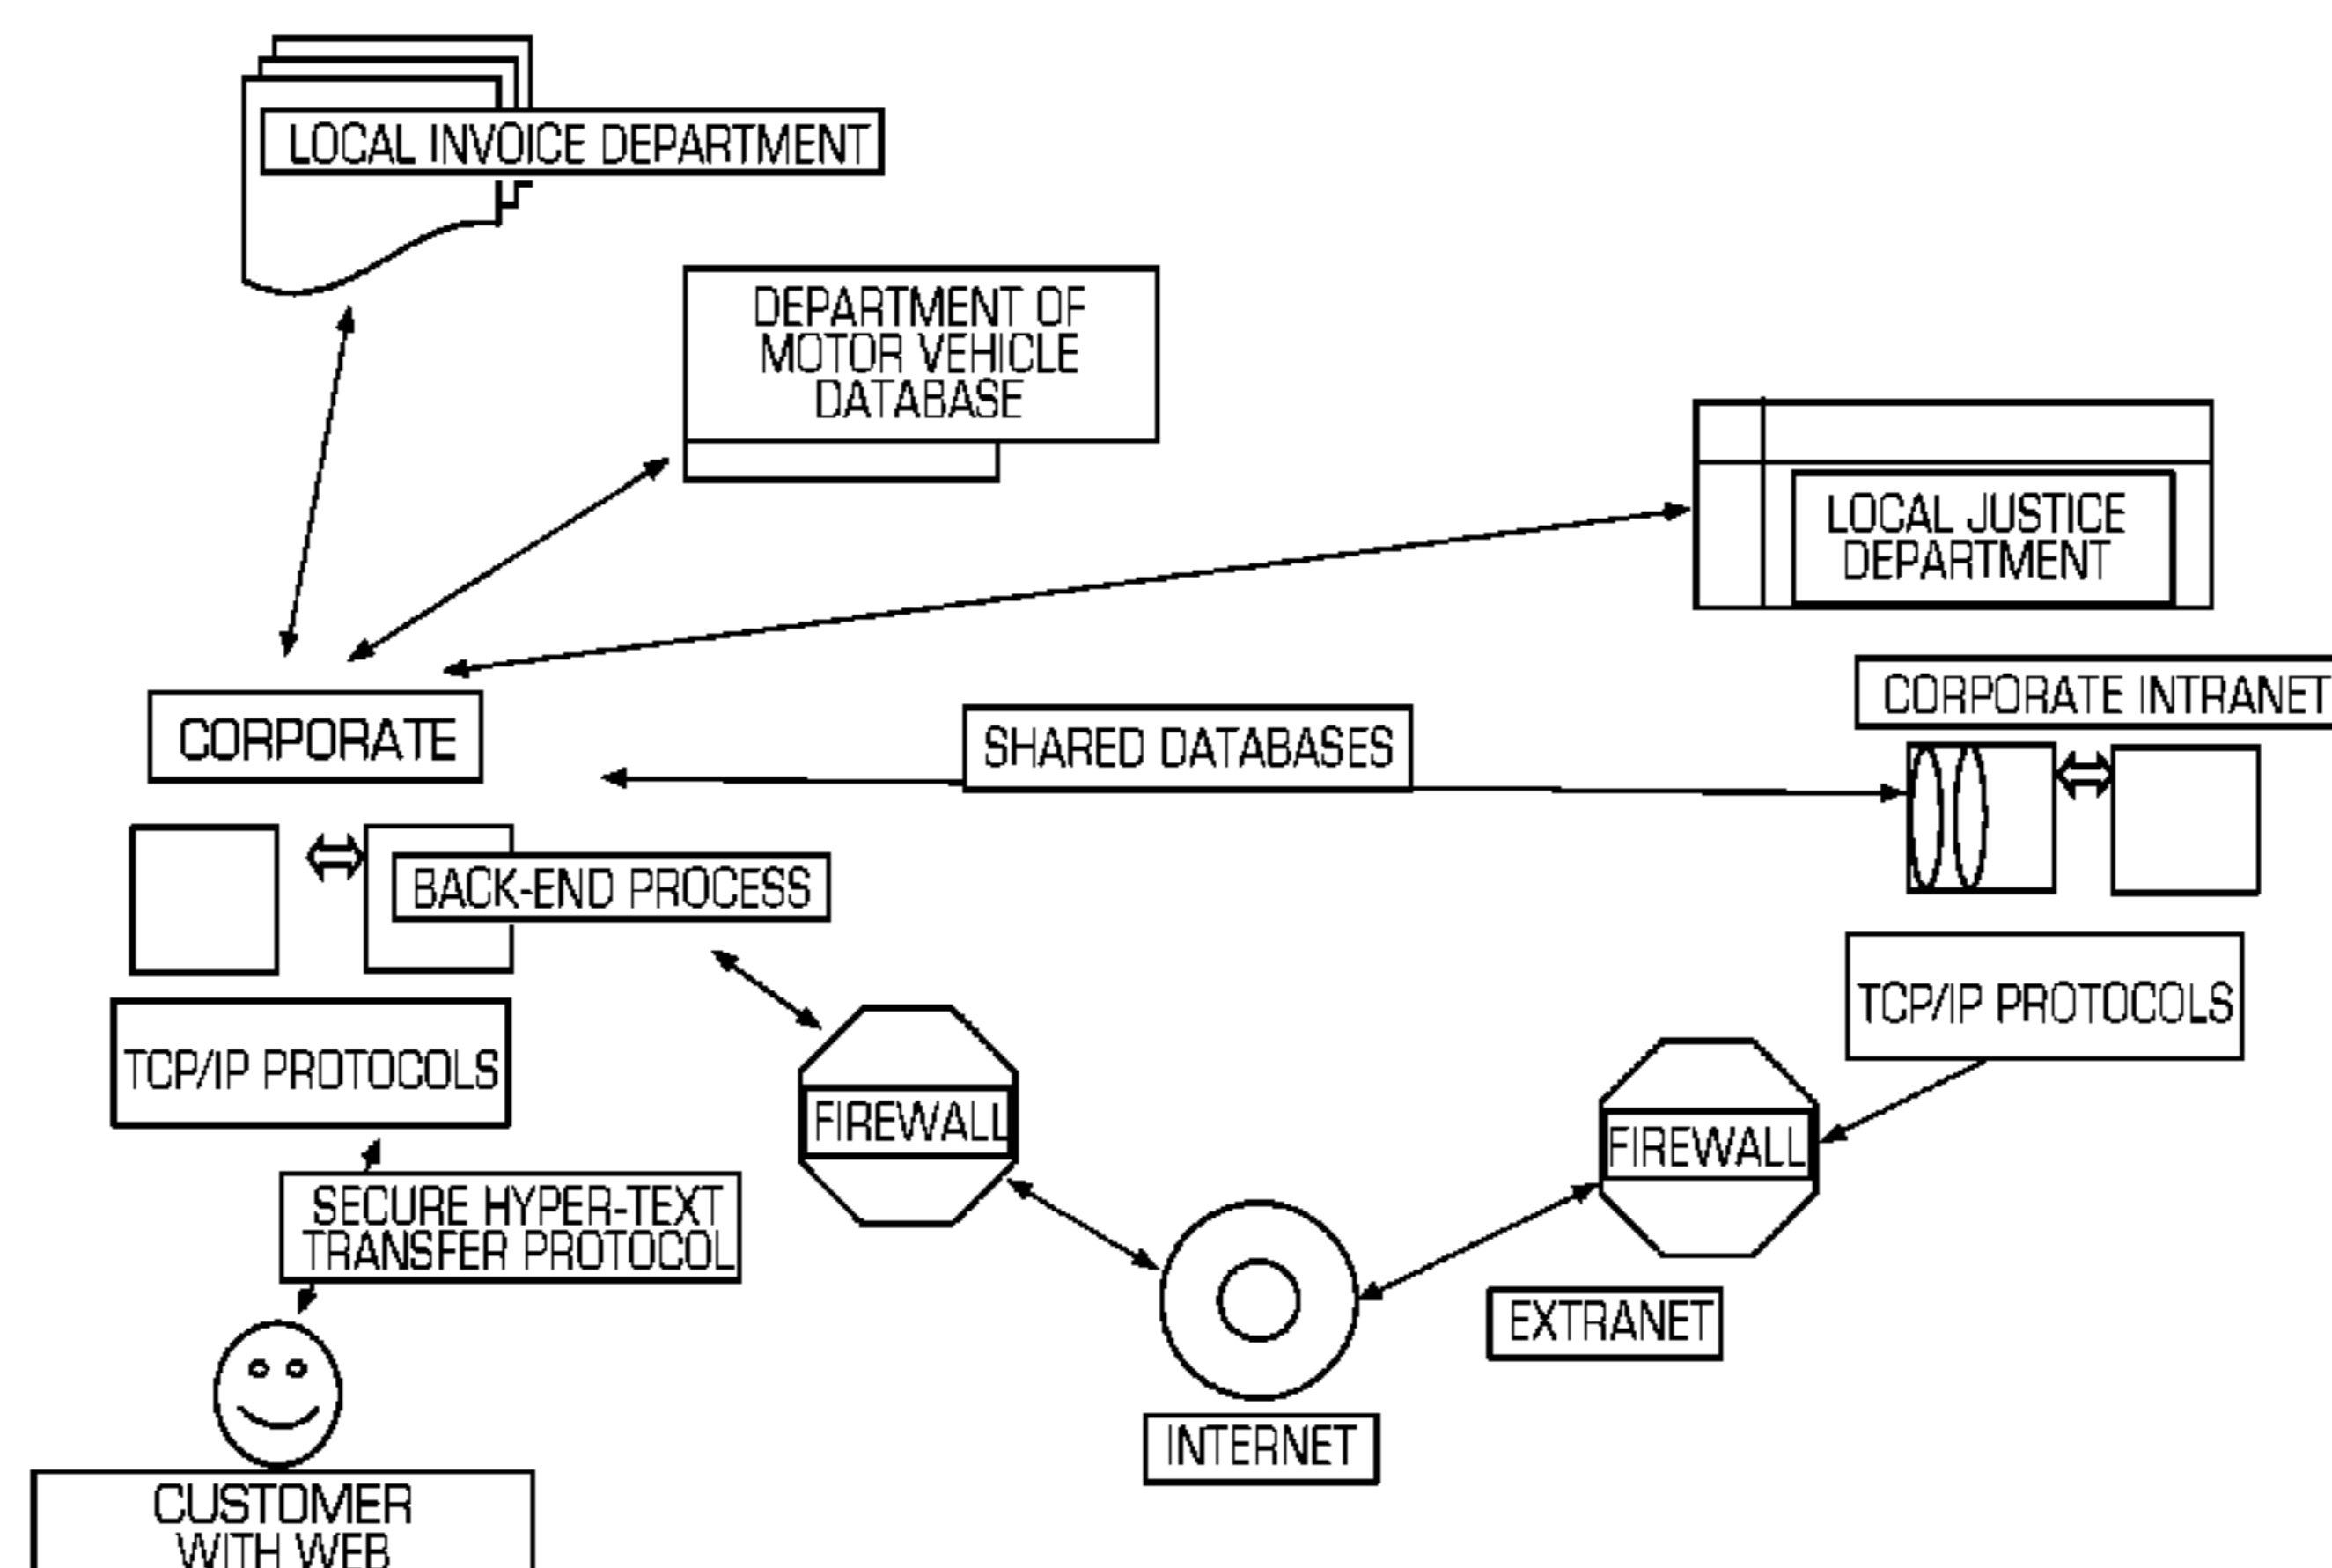 LOCAL INVOICE DEPARTMENT
DEPARTMENT OF
MOTOR VEHICLE
DATABASE
LOCAL JUSTICE
DEPARTMENT
CORPORATE INTRANET
CORPORATE
SHARED DATABASES
BACK-END PROCESS
TCP/IP PROTOCOLS
TCP/IP PROTOCOLS
FIREWALL
FIREWALL
SECURE HYPER-TEXT
TRANSFER PROTOCOL
EXTRANET
INTERNET
CUSTOMER
WITH WEB